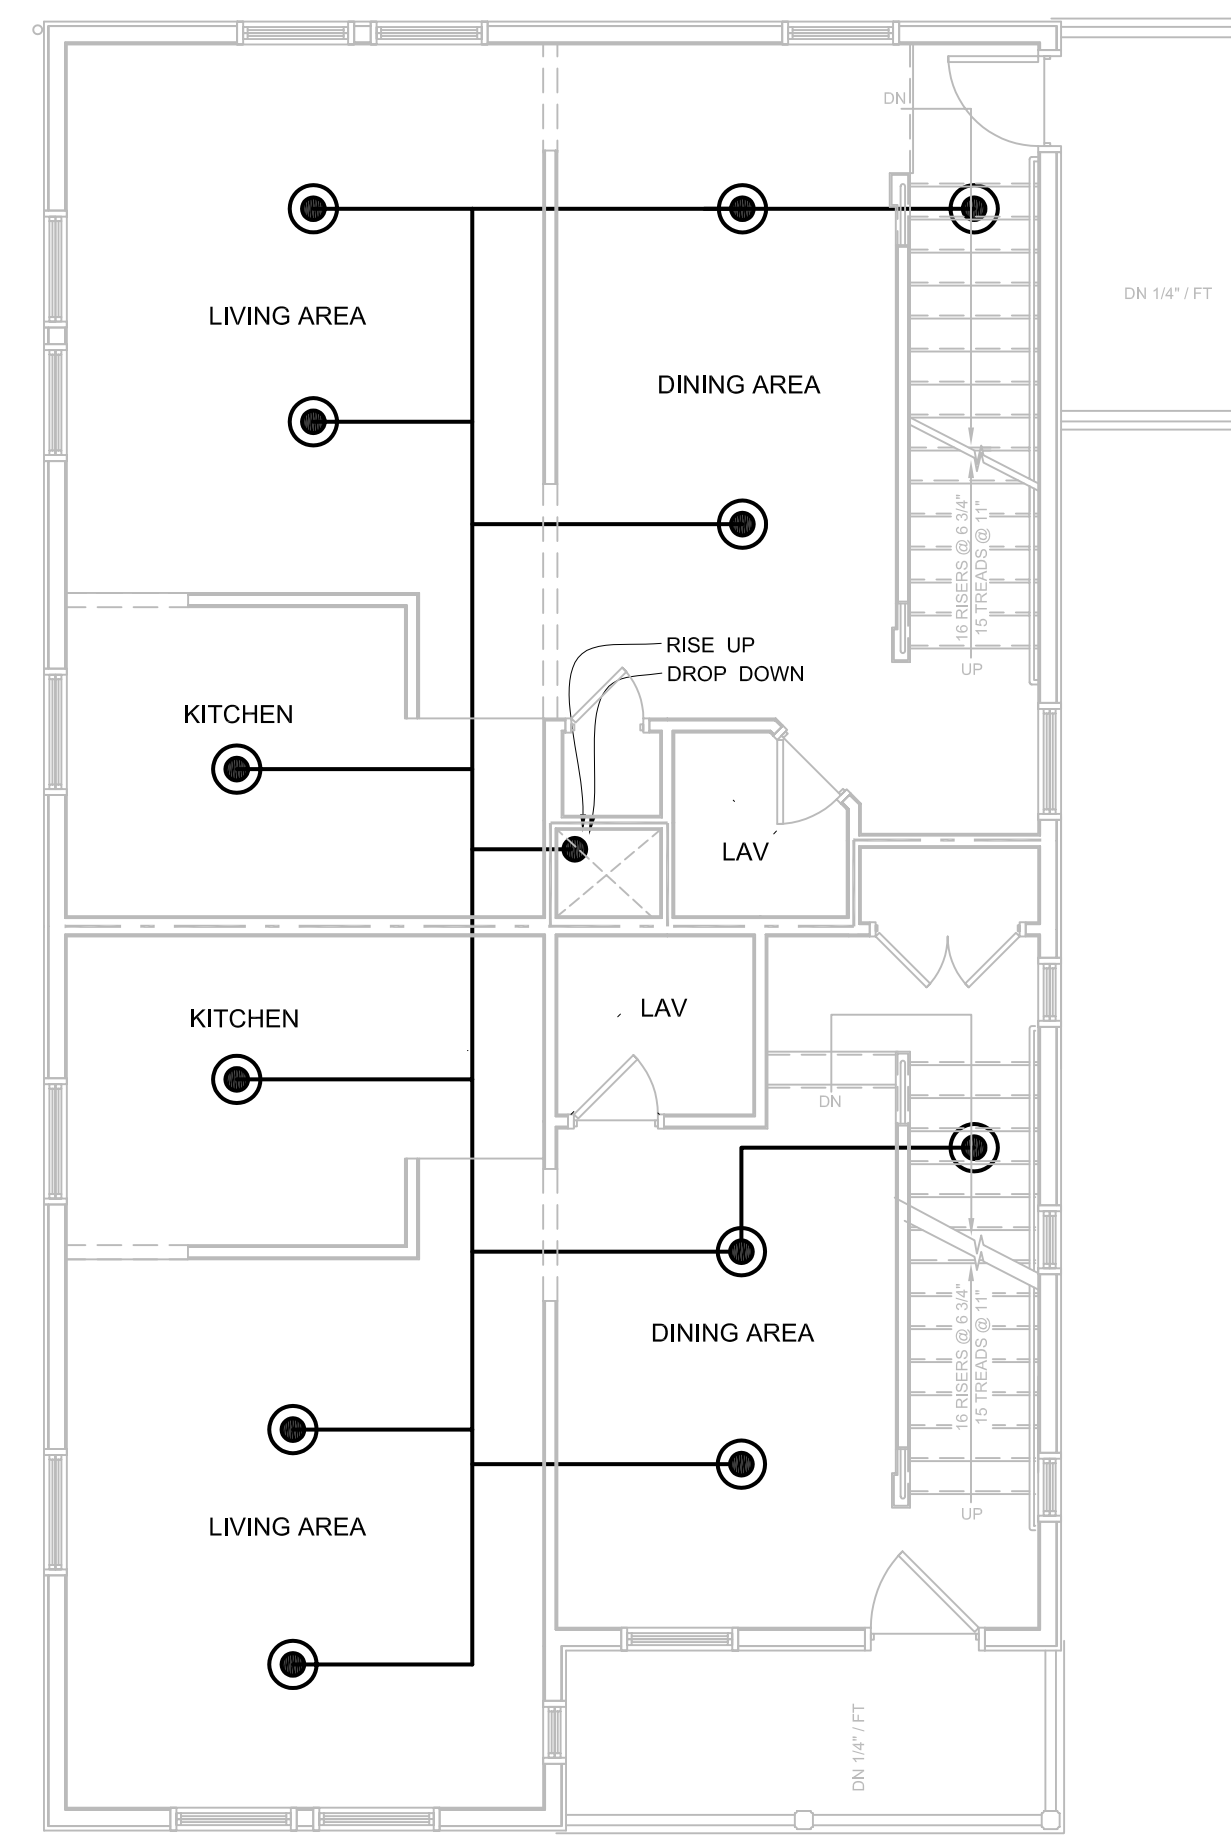 DN
LIVING AREA
DN 1/4" / FT
DINING AREA
16 RISERS @ 6 3/4"
15 TREADS @ 11"
RISE UP
UP
DROP DOWN
KITCHEN
LAV
KITCHEN
LAV
DN
DINING AREA
16 RISERS @ 6 3/4"
15 TREADS @ 11"
UP
LIVING AREA
DN 1/4" / FT